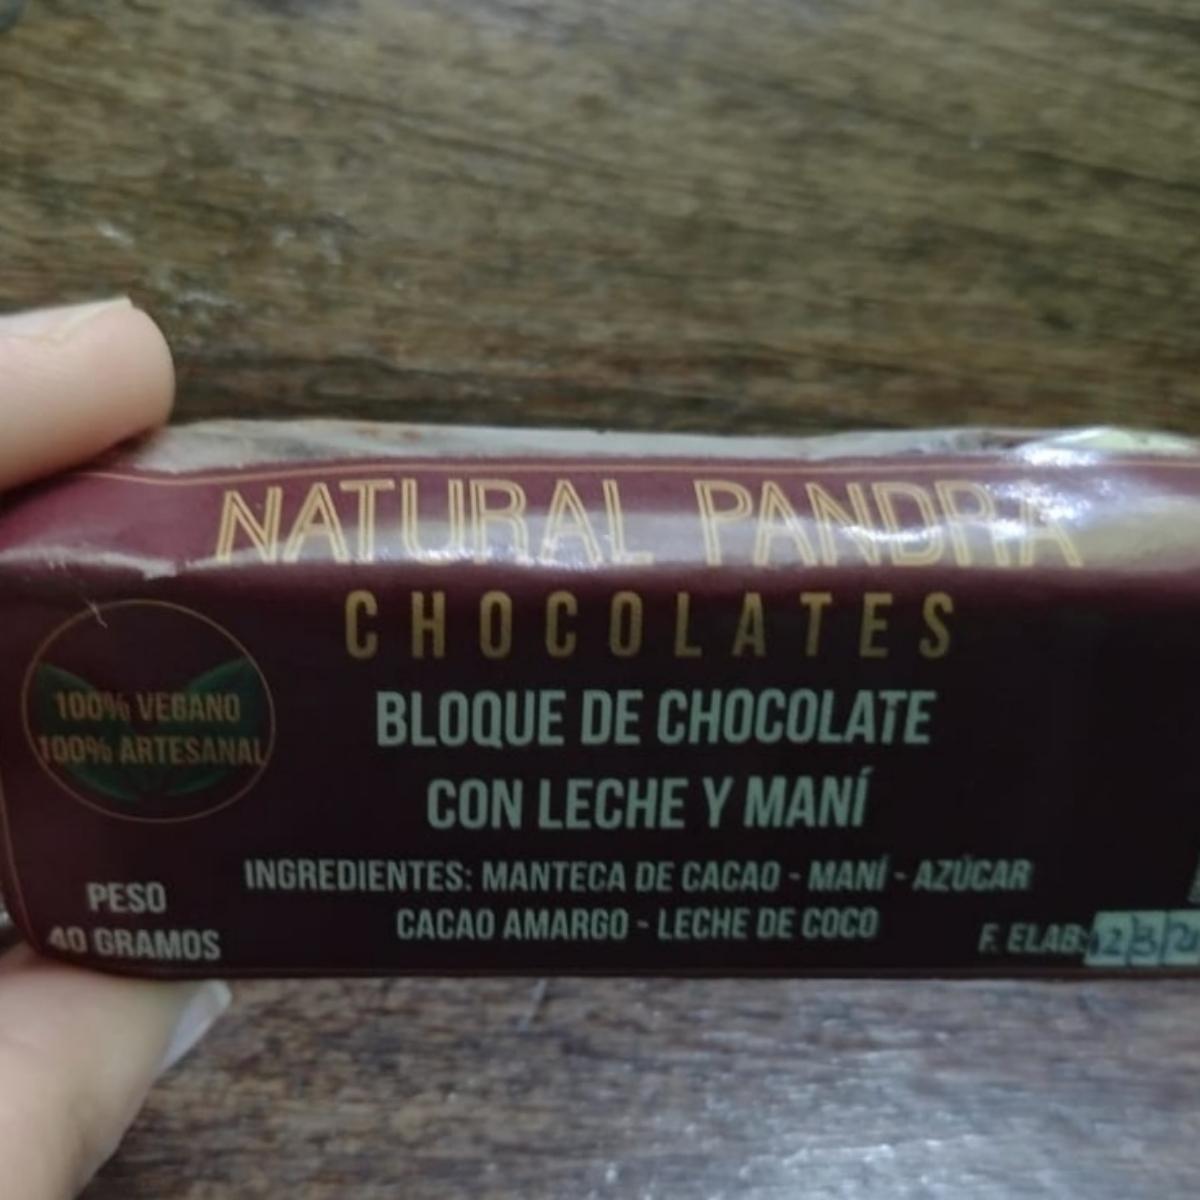 NATURAL PANDRA
CHOCOLATES
100% VEGANO
100% ARTESANAL
BLOQUE DE CHOCOLATE
CON LECHE Y MANÍ
INGREDIENTES: MANTECA DE CACAO - MANÍ - AZÚCAR
CACAO AMARGO - LECHE DE COCO
PESO
40 GRAMOS
F. ELAB: